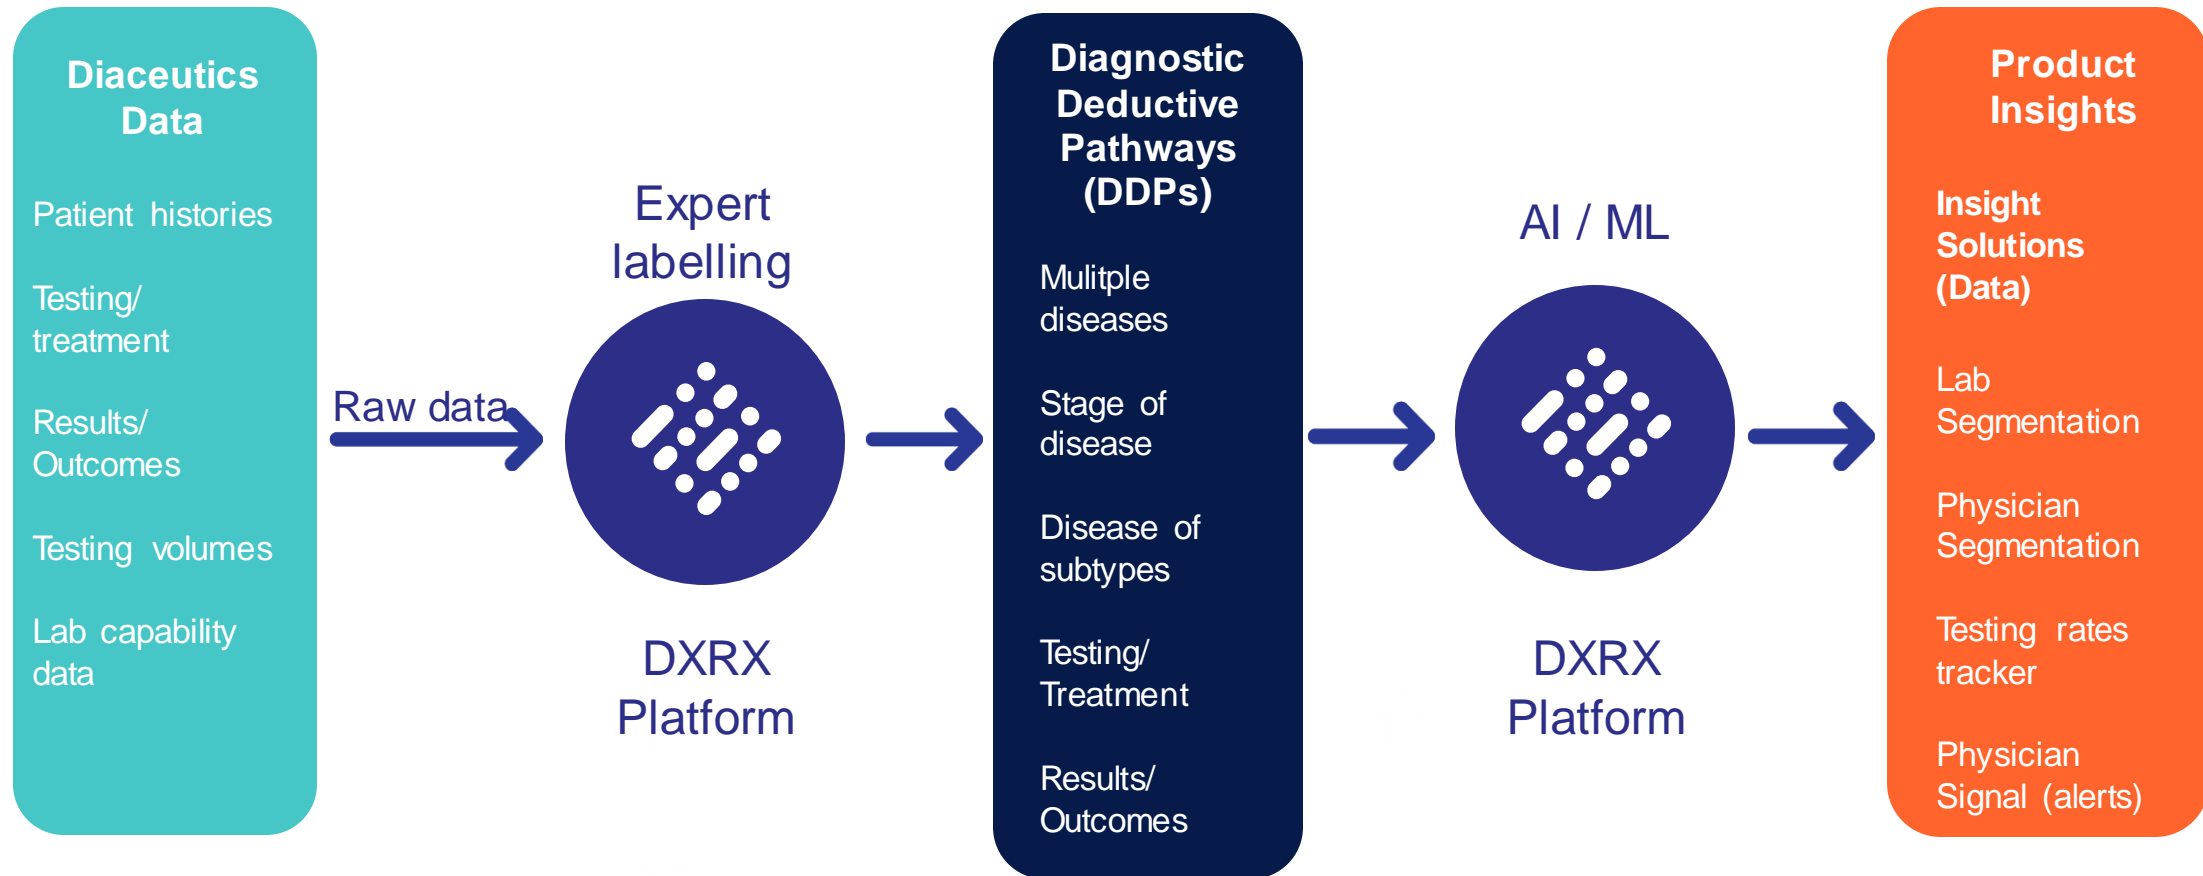 Diaceutics
Data
Patient histories
Testing/
treatment
Results/
Outcomes
Testing volumes
Lab capability
data
Raw data
Expert
labelling
DXRX
Platform
Diagnostic
Deductive
Pathways
(DDPs)
Mulitple
diseases
Stage of
disease
Disease of
subtypes
Testing/
Treatment
Results/
Outcomes
AI / ML
DXRX
Platform
Product
Insights
Insight
Solutions
(Data)
Lab
Segmentation
Physician
Segmentation
Testing rates
tracker
Physician
Signal (alerts)